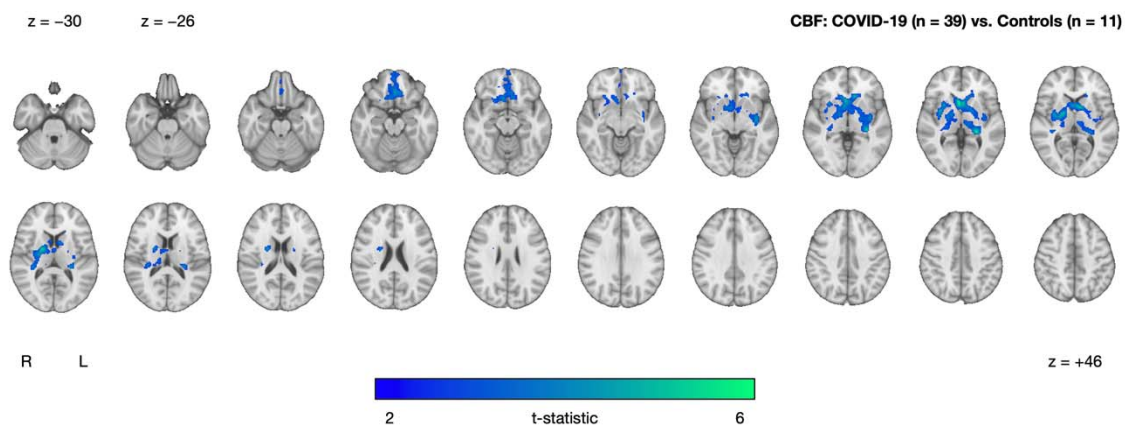 z = −30
z = −26
CBF: COVID-19 (n = 39) vs. Controls (n = 11)
R
L
z = +46
2
t-statistic
6